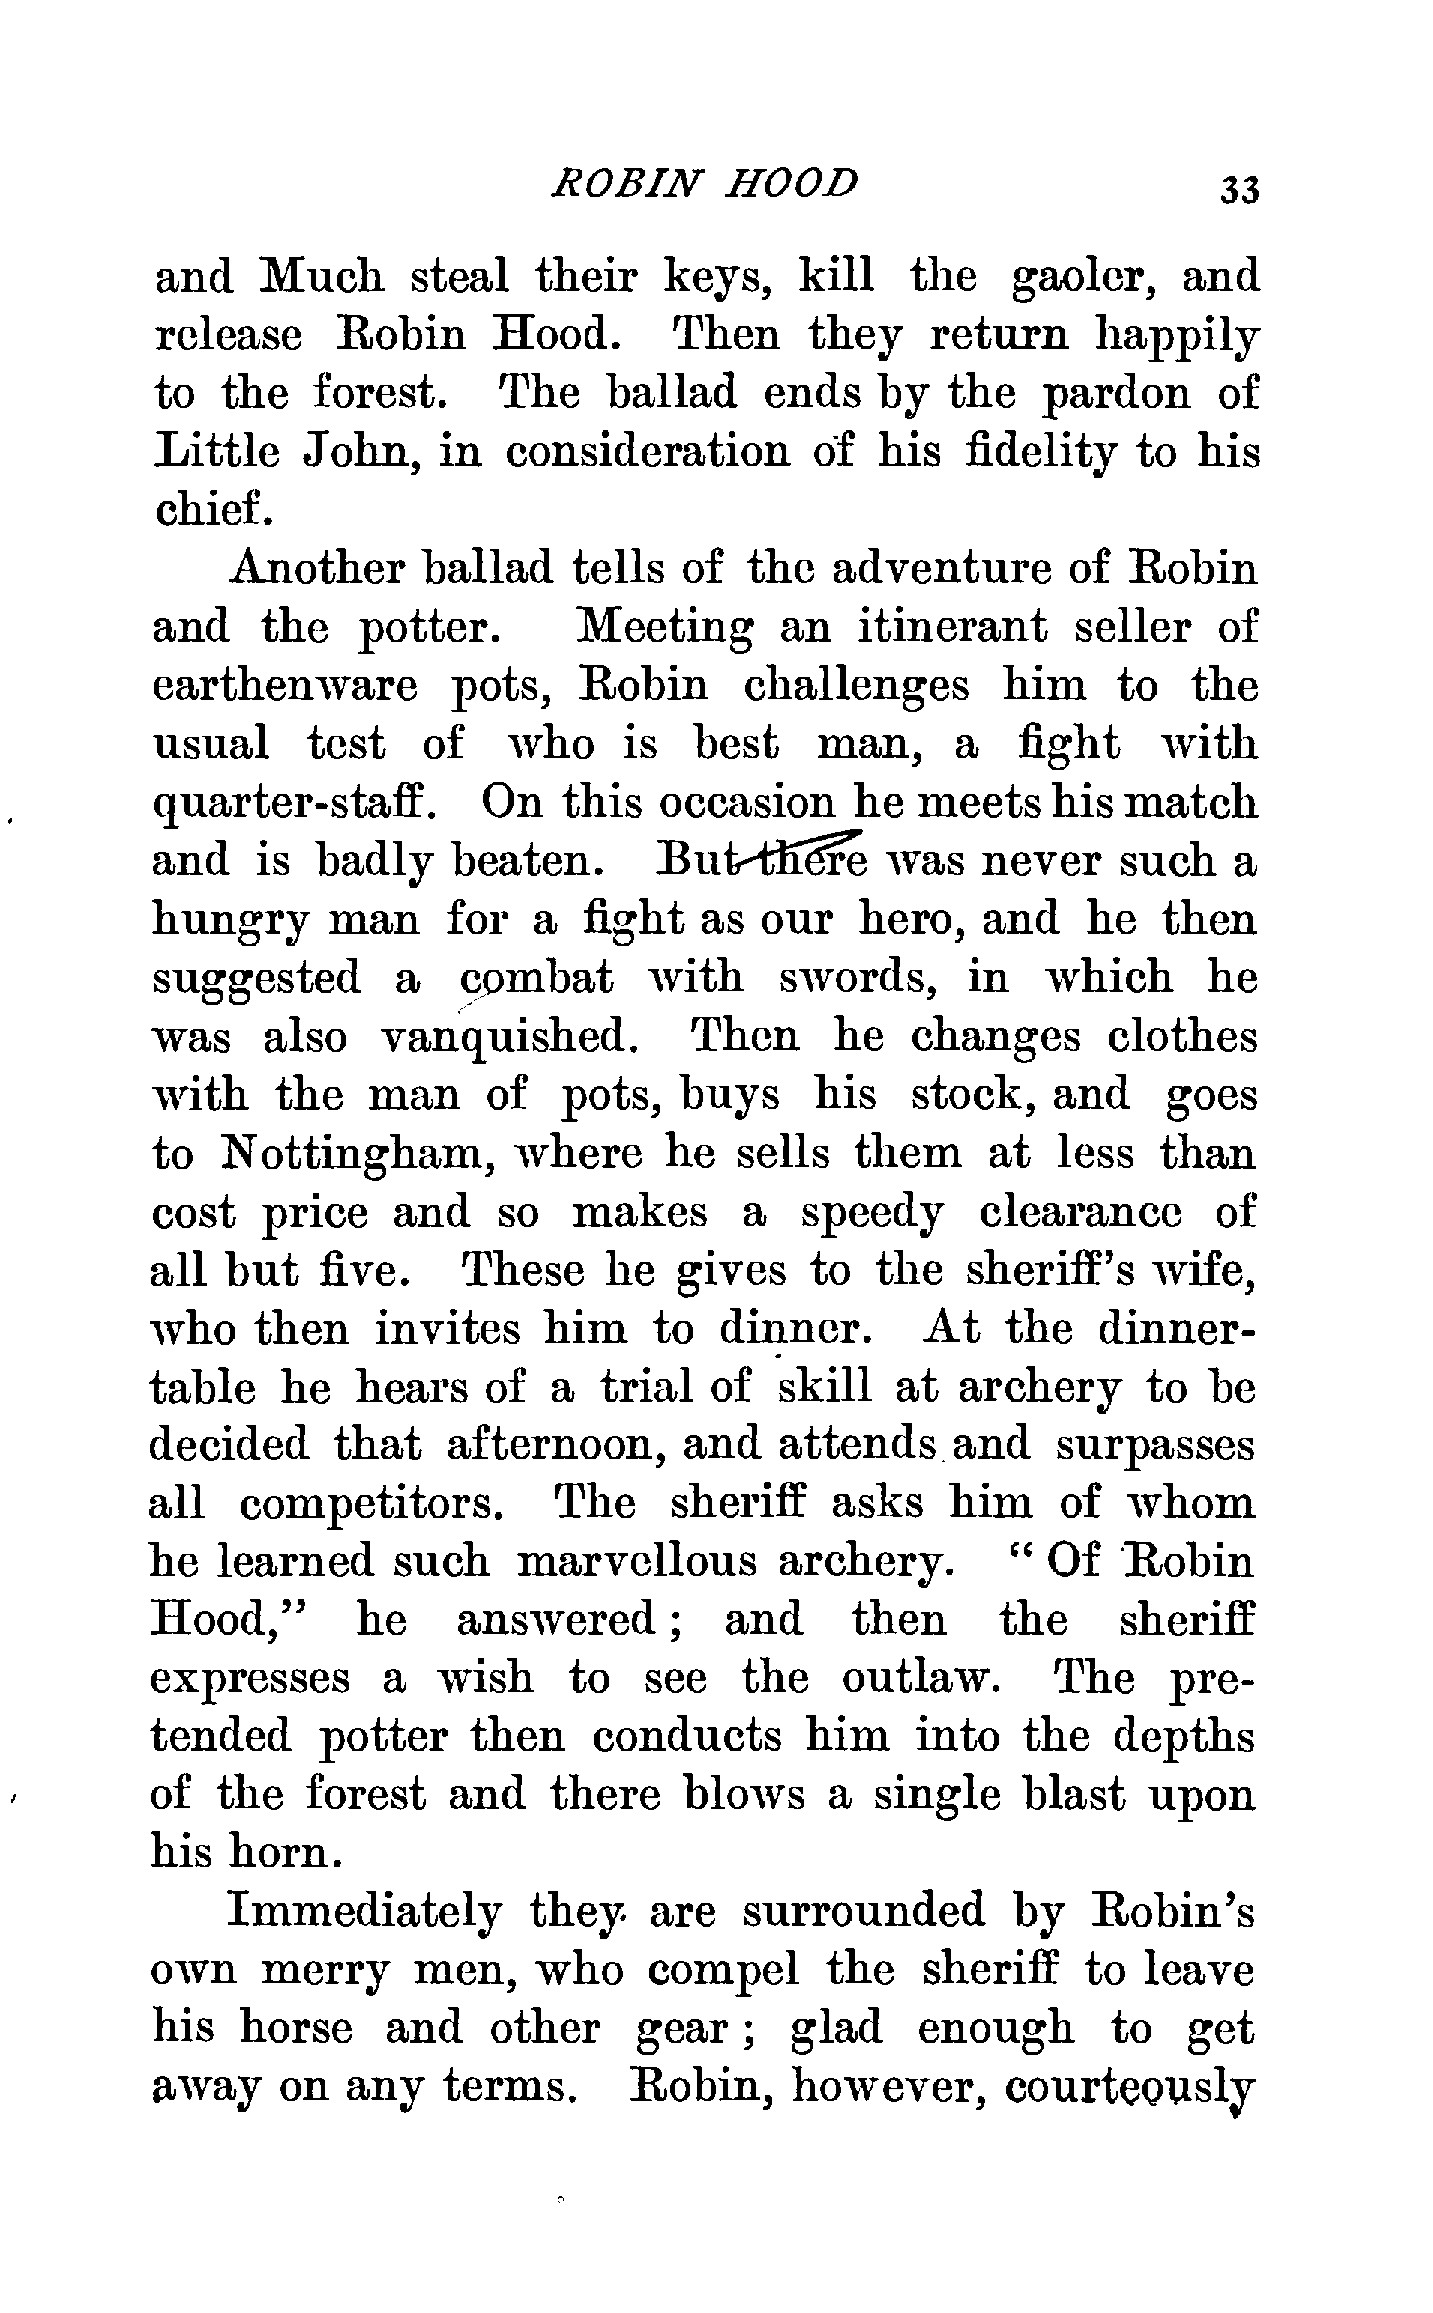 ROBIN HOOD 33
and Much steal their keys, kill the gaoler, and
release Robin Hood. Then they return happily
to the forest. The ballad ends by the pardon of
Little John, in consideration of his fidelity to his
chief.
Another ballad tells of the adventure of Robin
and the potter. Meeting an itinerant seller of
earthenware pots, Robin challenges him to the
usual test of who is best man, a fight with
quarter-staff. On this occasion he meets his match
and is badly beaten. But there was never such a
hungry man for a fight as our hero, and he then
suggested a combat with swords, in which he
was also vanquished. Then he changes clothes
with the man of pots, buys his stock, and goes
to Nottingham, where he sells them at less than
cost price and so makes a speedy clearance of
all but five. These he gives to the sheriff's wife,
who then invites him to dinner. At the dinner-
table he hears of a trial of skill at archery to be
decided that afternoon, and attends and surpasses
all competitors. The sheriff asks him of whom
he learned such marvellous archery. "Of Robin
Hood," he answered; and then the sheriff
expresses a wish to see the outlaw. The pre-
tended potter then conducts him into the depths
of the forest and there blows a single blast upon
his horn.
Immediately they are surrounded by Robin's
own merry men, who compel the sheriff to leave
his horse and other gear; glad enough to get
away on any terms. Robin, however, courteously